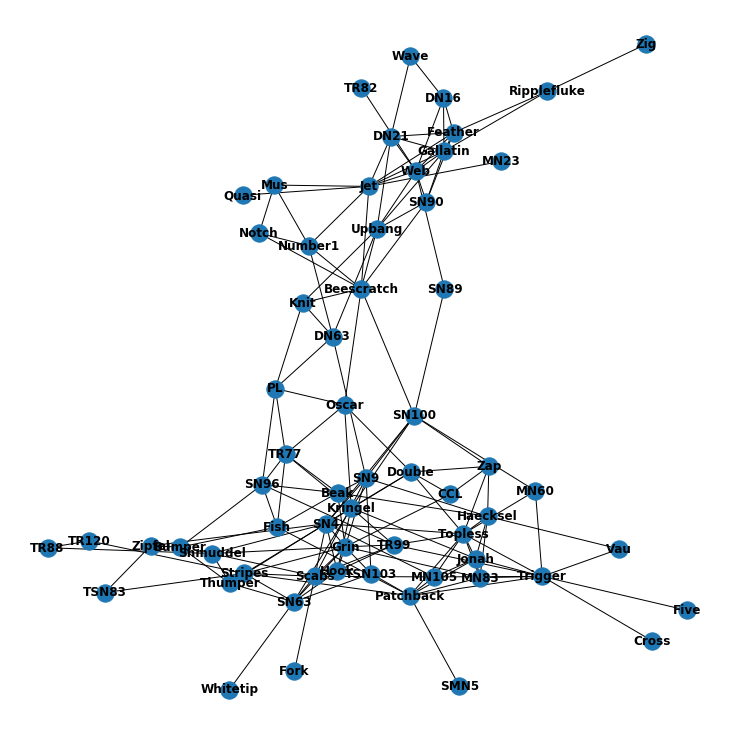 Zig
Wave
TR82
Ripplefluke
DN16
Feather
DN21
Gallatin
MN23
Web
Mus
Jet
Quasi
SN90
Notch
Upbang
Number1
Beescratch
SN89
Knit
DN63
PL
Oscar
SN100
TR77
Zap
Double
SN9
SN96
Beak
CCL
MN60
Kringel
Haecksel
SN4
Fish
Topless
TR120
TR88
Zipfel
Grin
TR99
Vau
Shmuddel
Jonah
Stripes
Scabs
Hook
TSN103
MN105
MN83
Trigger
Thumper
TSN83
SN63
Patchback
Five
Cross
Fork
Whitetip
SMN5